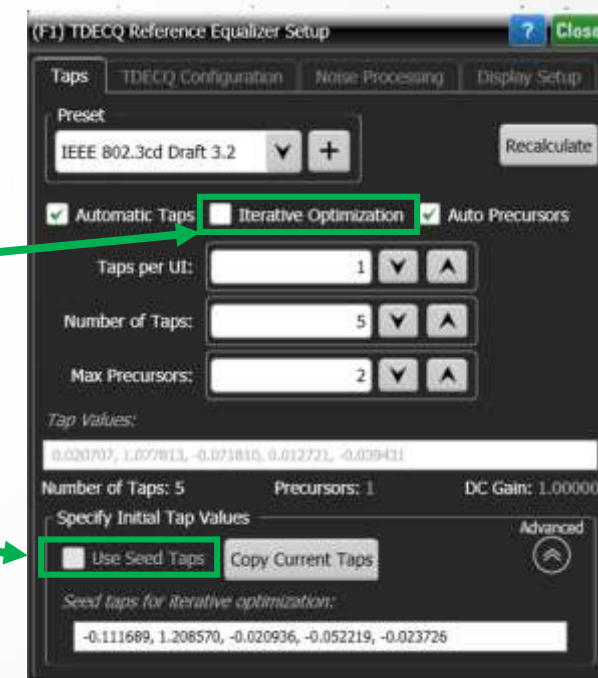 (F1) TDECQ Reference Equalizer Setup ? Close
Taps TDECQ Configuration Noise Processing Display Setup
Preset
IEEE 802.3cd Draft 3.2 + Recalculate
Automatic Taps Iterative Optimization Auto Precursors
Taps per UI: 1
Number of Taps: 5
Max Precursors: 2
Tap Values:
0.020707, 1.077813, -0.071810, 0.012721, -0.039431
Number of Taps: 5 Precursors: 1 DC Gain: 1.00000
Specify Initial Tap Values Advanced
Use Seed Taps Copy Current Taps
Seed taps for iterative optimization:
-0.111689, 1.208570, -0.020936, -0.052219, -0.023726